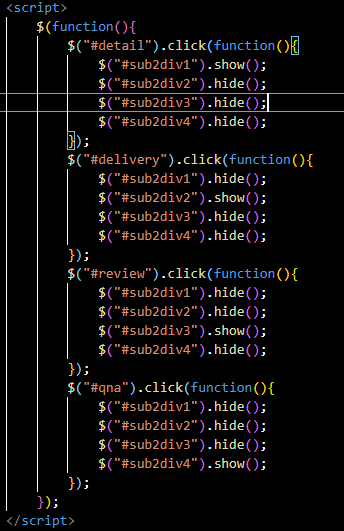 <script>
$(function(){
$("#detail").click(function(){
$("#sub2div1").show();
$("#sub2div2").hide();
$("#sub2div3").hide();
$("#sub2div4").hide();
});
$("#delivery").click(function(){
$("#sub2div1").hide();
$("#sub2div2").show();
$("#sub2div3").hide();
$("#sub2div4").hide();
});
$("#review").click(function(){
$("#sub2div1").hide();
$("#sub2div2").hide();
$("#sub2div3").show();
$("#sub2div4").hide();
});
$("#qna").click(function(){
$("#sub2div1").hide();
$("#sub2div2").hide();
$("#sub2div3").hide();
$("#sub2div4").show();
});
});
</script>